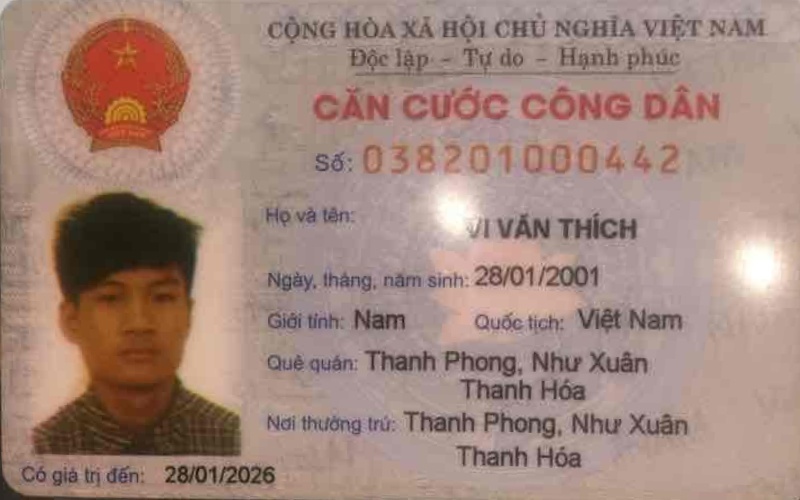 CỘNG HÒA XÃ HỘI CHỦ NGHĨA VIỆT NAM
Độc lập - Tự do - Hạnh phúc
CĂN CƯỚC CÔNG DÂN
Số: 038201000442
Họ và tên: VI VĂN THÍCH
Ngày, tháng, năm sinh: 28/01/2001
Giới tính: Nam Quốc tịch: Việt Nam
Quê quán: Thanh Phong, Như Xuân
Thanh Hóa
Nơi thường trú: Thanh Phong, Như Xuân
Thanh Hóa
Có giá trị đến: 28/01/2026